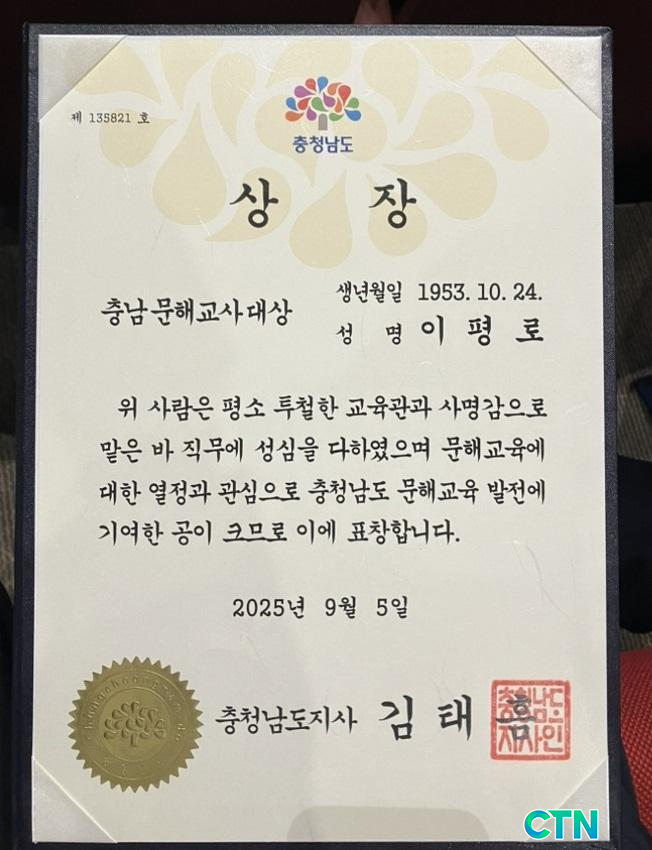 제 135821 호
충청남도
상 장
충남문해교사대상
생년월일 1953. 10. 24.
성 명 이 평 로
위 사람은 평소 투철한 교육관과 사명감으로
맡은 바 직무에 성심을 다하였으며 문해교육에
대한 열정과 관심으로 충청남도 문해교육 발전에
기여한 공이 크므로 이에 표창합니다.
2025년 9월 5일
충청남도지사 김 태 흠
충청남도
지사인
CTN